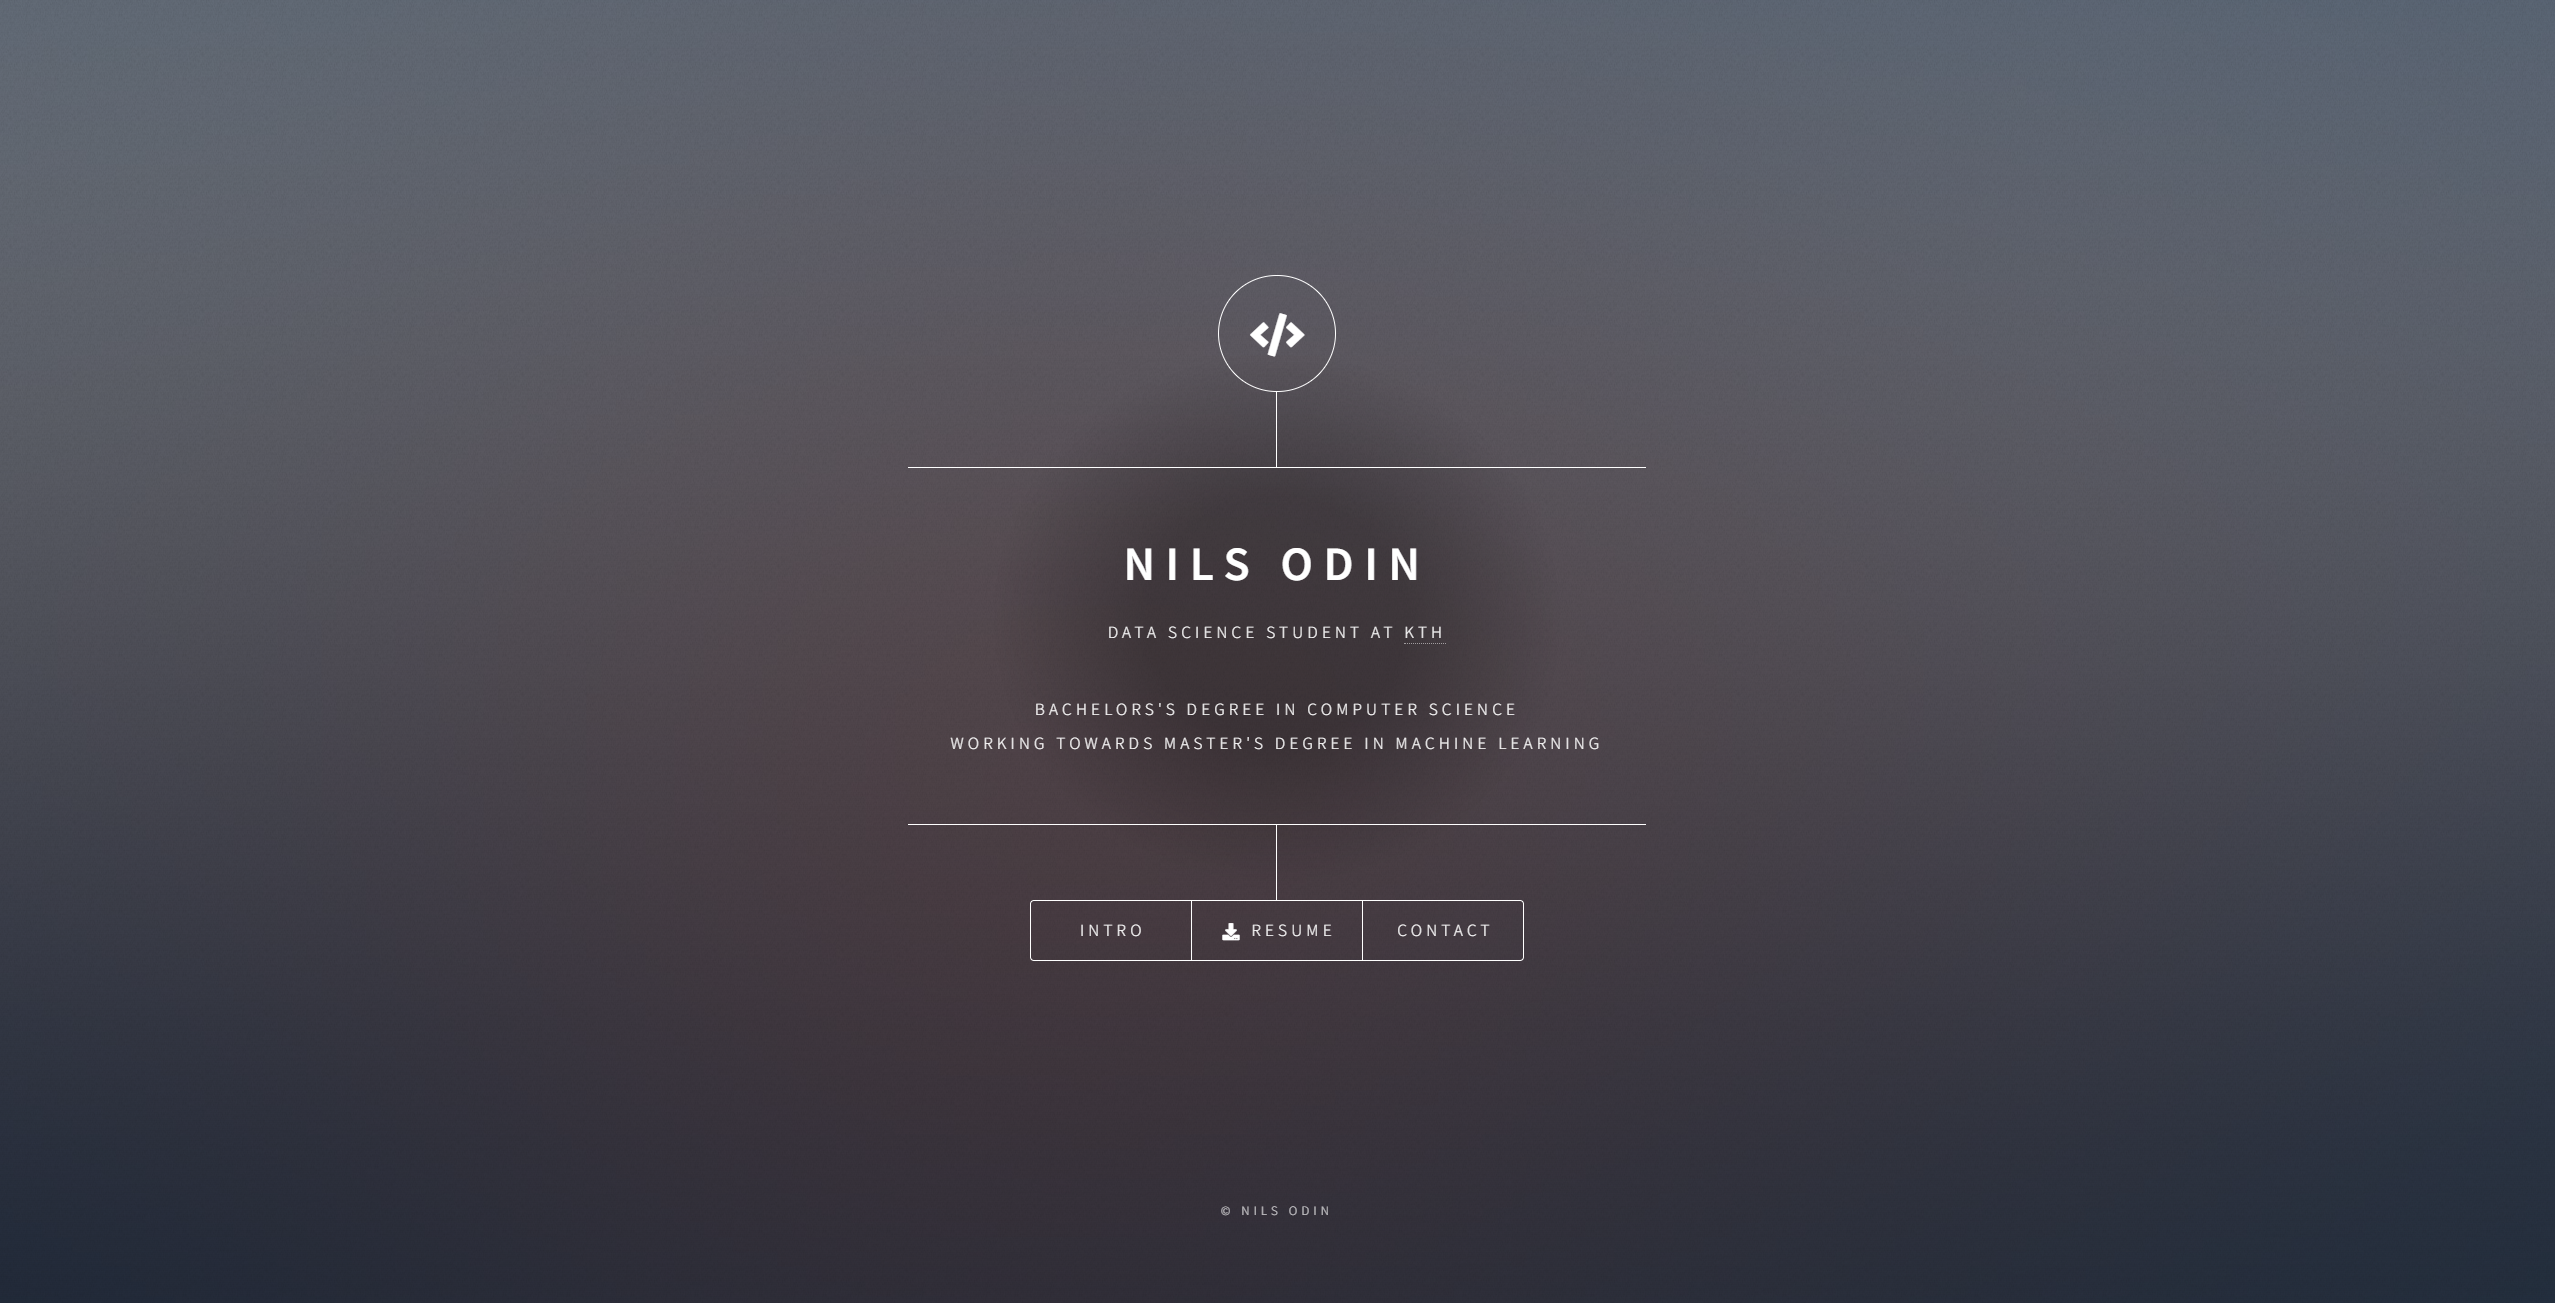 NILS ODIN
DATA SCIENCE STUDENT AT KTH
BACHELORS'S DEGREE IN COMPUTER SCIENCE
WORKING TOWARDS MASTER'S DEGREE IN MACHINE LEARNING
INTRO RESUME CONTACT
© NILS ODIN